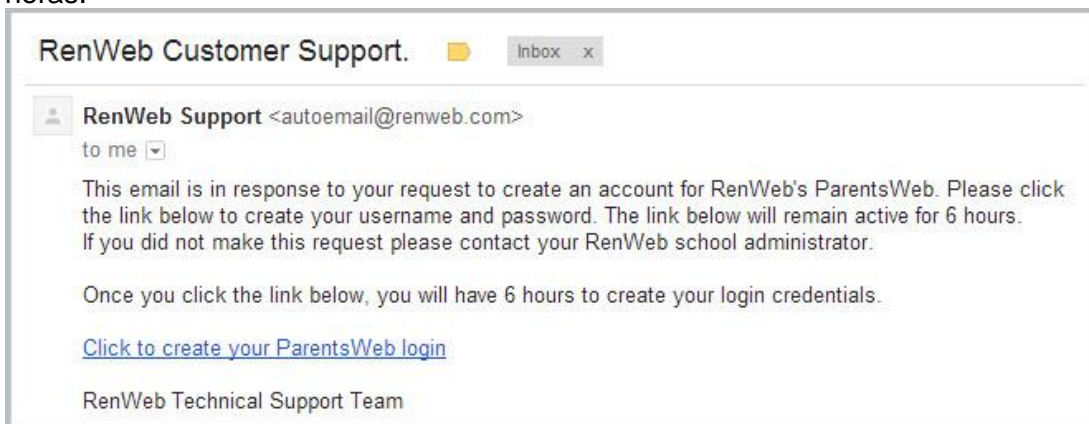 horas.
RenWeb Customer Support. Inbox x
RenWeb Support <autoemail@renweb.com>
to me
This email is in response to your request to create an account for RenWeb's ParentsWeb. Please click
the link below to create your username and password. The link below will remain active for 6 hours.
If you did not make this request please contact your RenWeb school administrator.
Once you click the link below, you will have 6 hours to create your login credentials.
Click to create your ParentsWeb login
RenWeb Technical Support Team